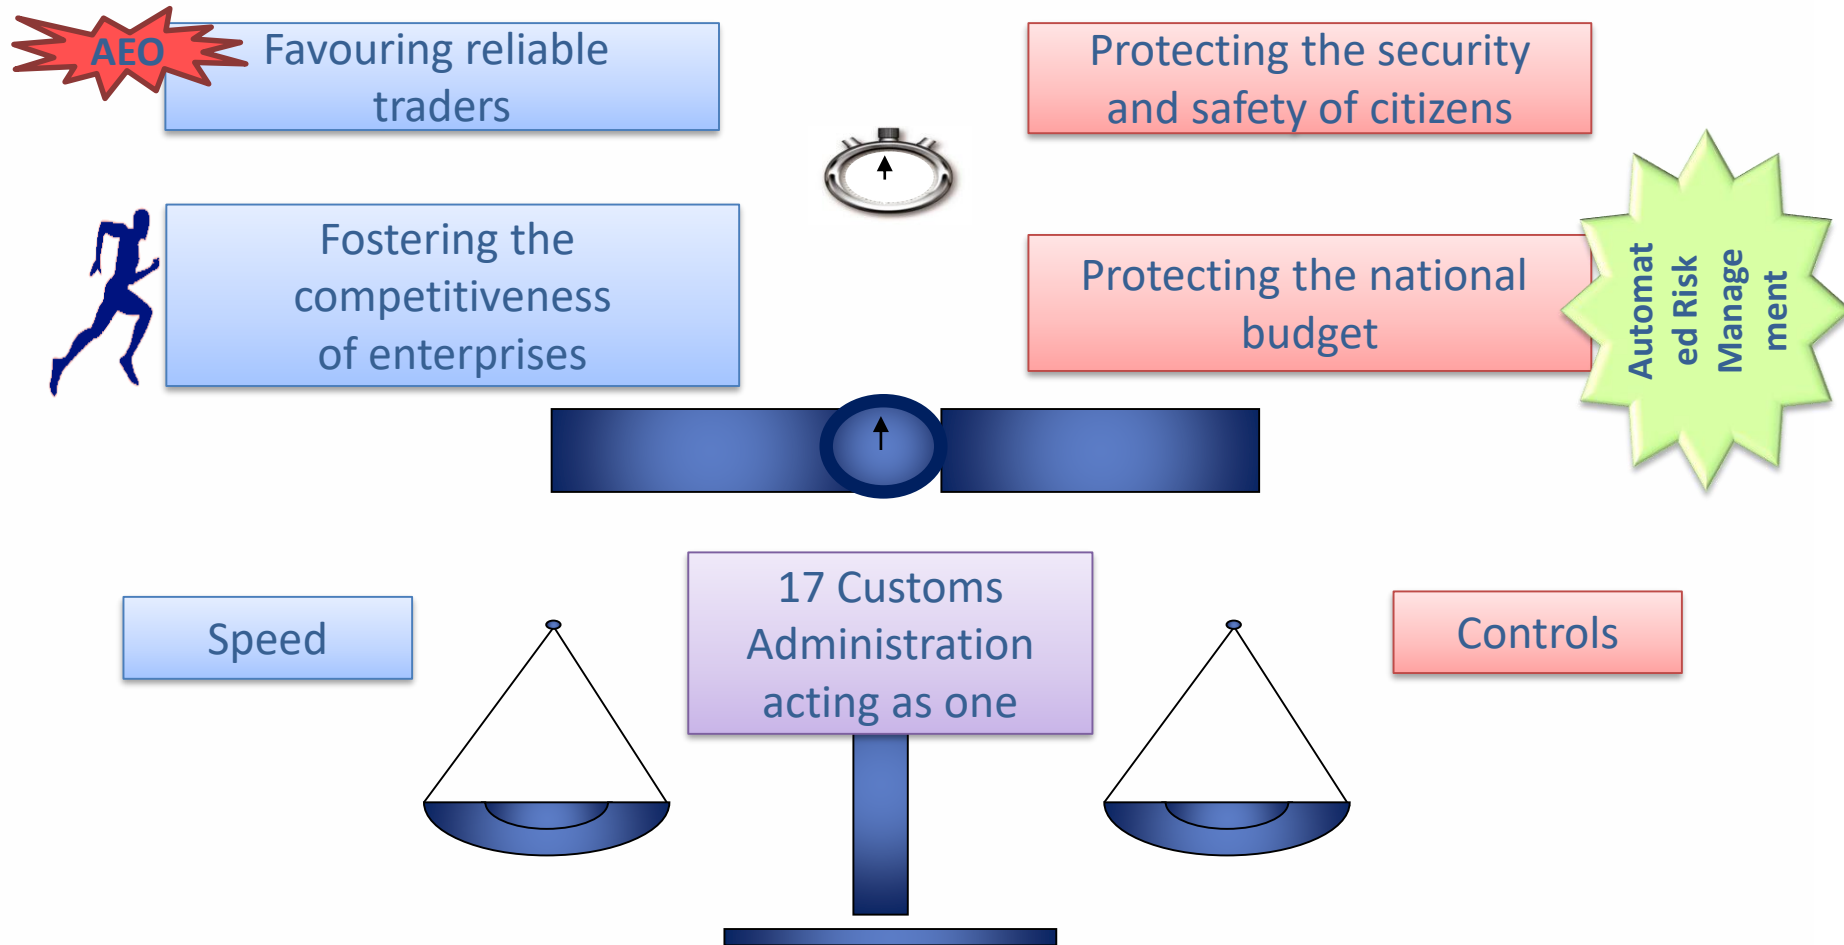 AEO
Favouring reliable
traders
Protecting the security
and safety of citizens
Fostering the
competitiveness
of enterprises
Protecting the national
budget
Automat
ed Risk
Manage
ment
17 Customs
Administration
acting as one
Speed
Controls